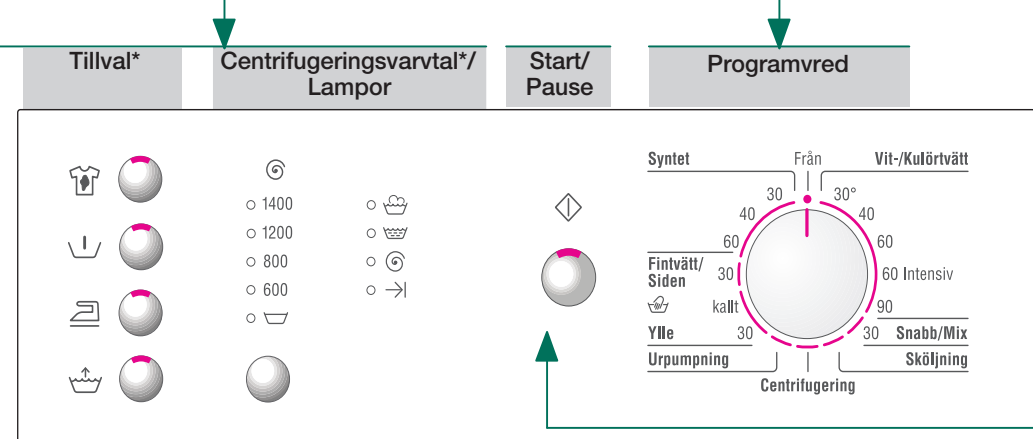 Tillval*
Centrifugeringsvarvtal*/
Lampor
Start/
Pause
Programvred
1400
1200
800
600
Syntet
Från
Vit-/Kulörtvätt
30
40
60
30°
40
60
60 Intensiv
90
Fintvätt/
Siden
30
kallt
Ylle
30
30
Snabb/Mix
Urpumpning
Sköljning
Centrifugering